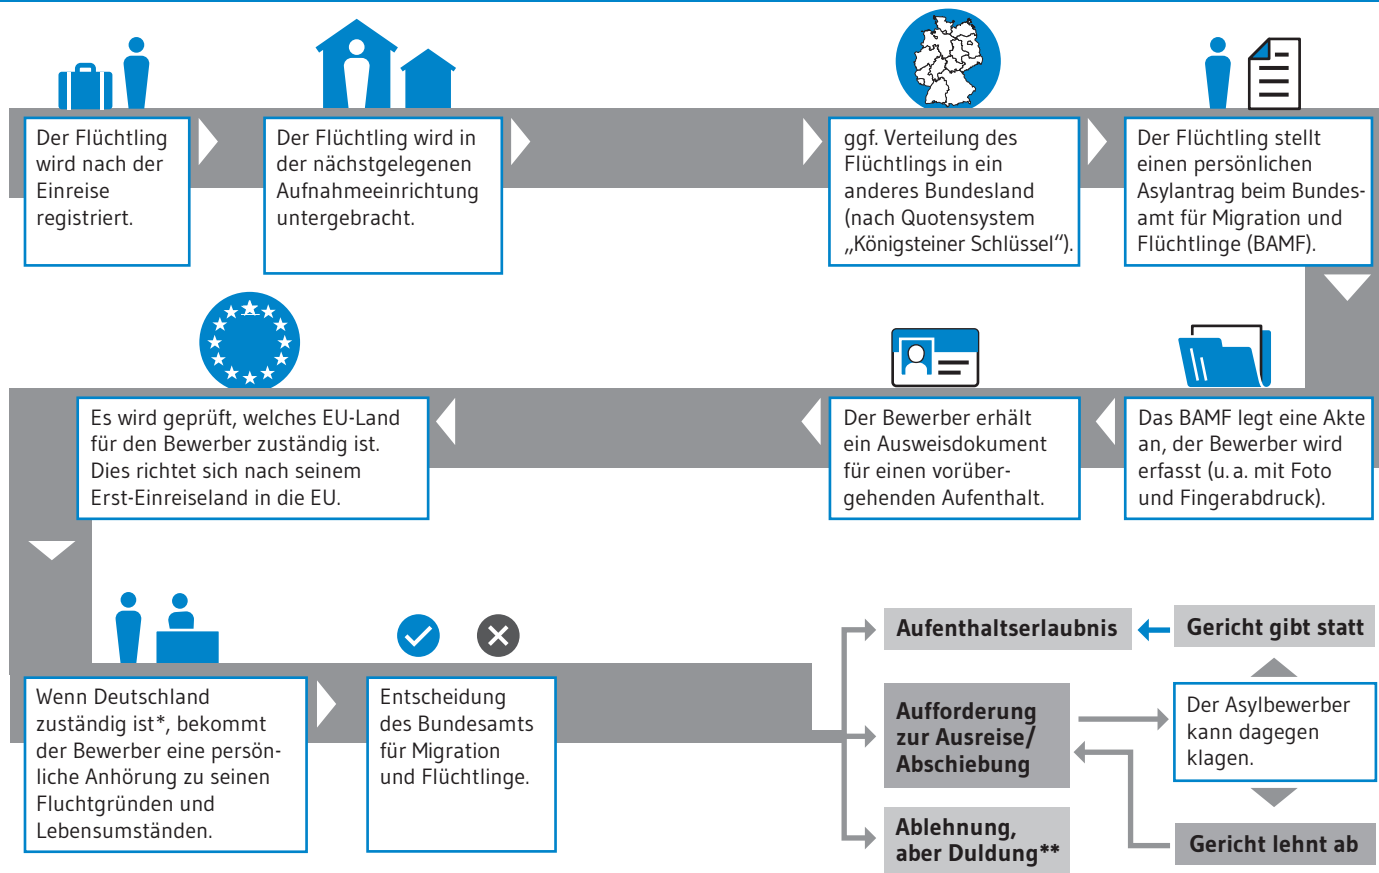 Der Flüchtling
wird nach der
Einreise
registriert.
Der Flüchtling wird in
der nächstgelegenen
Aufnahmeeinrichtung
untergebracht.
ggf. Verteilung des
Flüchtlings in ein
anderes Bundesland
(nach Quotensystem
„Königsteiner Schlüssel“).
Der Flüchtling stellt
einen persönlichen
Asylantrag beim Bundes-
amt für Migration und
Flüchtlinge (BAMF).
Das BAMF legt eine Akte
an, der Bewerber wird
erfasst (u. a. mit Foto
und Fingerabdruck).
Der Bewerber erhält
ein Ausweisdokument
für einen vorüber-
gehenden Aufenthalt.
Es wird geprüft, welches EU-Land
für den Bewerber zuständig ist.
Dies richtet sich nach seinem
Erst-Einreiseland in die EU.
Wenn Deutschland
zuständig ist*, bekommt
der Bewerber eine persön-
liche Anhörung zu seinen
Fluchtgründen und
Lebensumständen.
Entscheidung
des Bundesamts
für Migration
und Flüchtlinge.
Aufenthaltserlaubnis
Aufforderung
zur Ausreise/
Abschiebung
Ablehnung,
aber Duldung**
Gericht gibt statt
Der Asylbewerber
kann dagegen
klagen.
Gericht lehnt ab